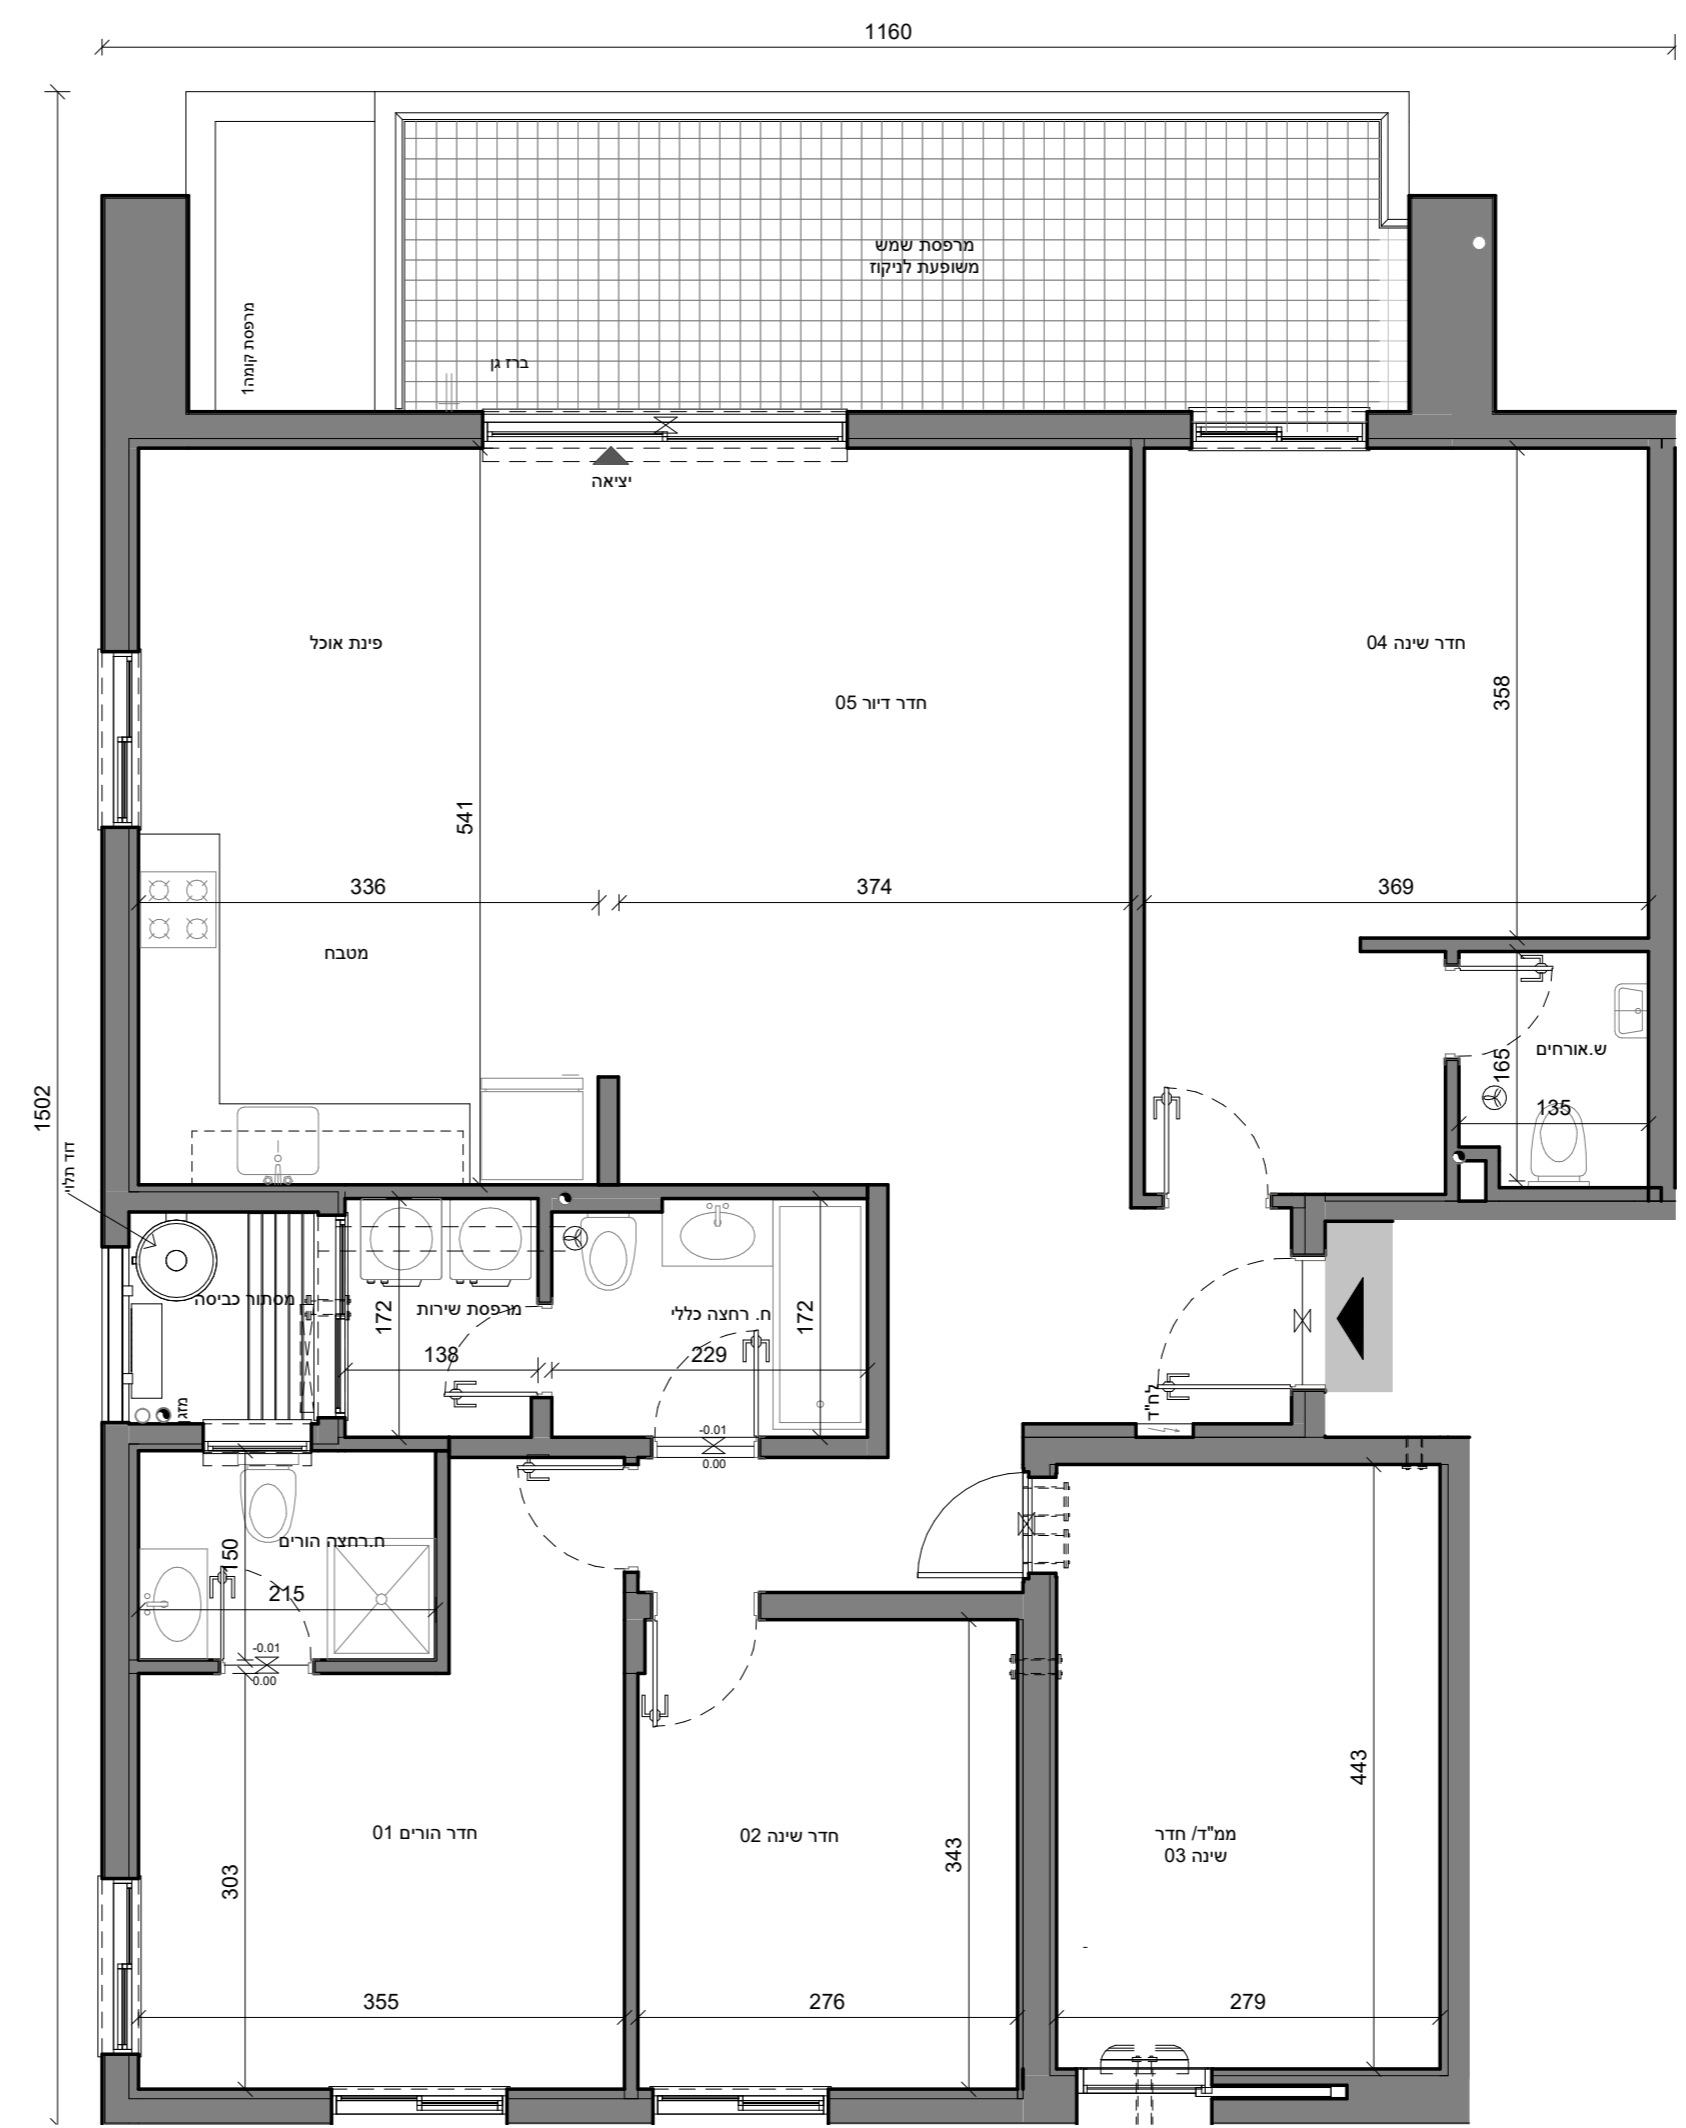 1160
מרפסת שמש
משופעת לניקוז
מרפסת קומה1
ברז גן
יציאה
פינת אוכל
חדר שינה 04
חדר דיור 05
358
541
336
374
369
מטבח
ש.אורחים
165
135
1502
חד תלוי
מסתור כביסה
מרפסת שירות
ח. רחצה כללי
172
172
138
229
לח"ד
מזגן
-0.01
0.00
ח.רחצה הורים
150
215
-0.01
0.00
443
חדר הורים 01
חדר שינה 02
ממ"ד/ חדר
שינה 03
303
343
355
276
279